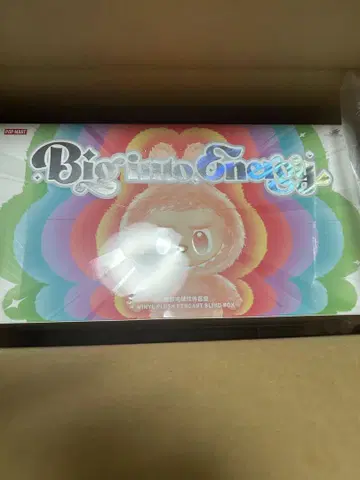 POP MART
Big into Energy
VINYL PLUSH PENDANT BLIND BOX